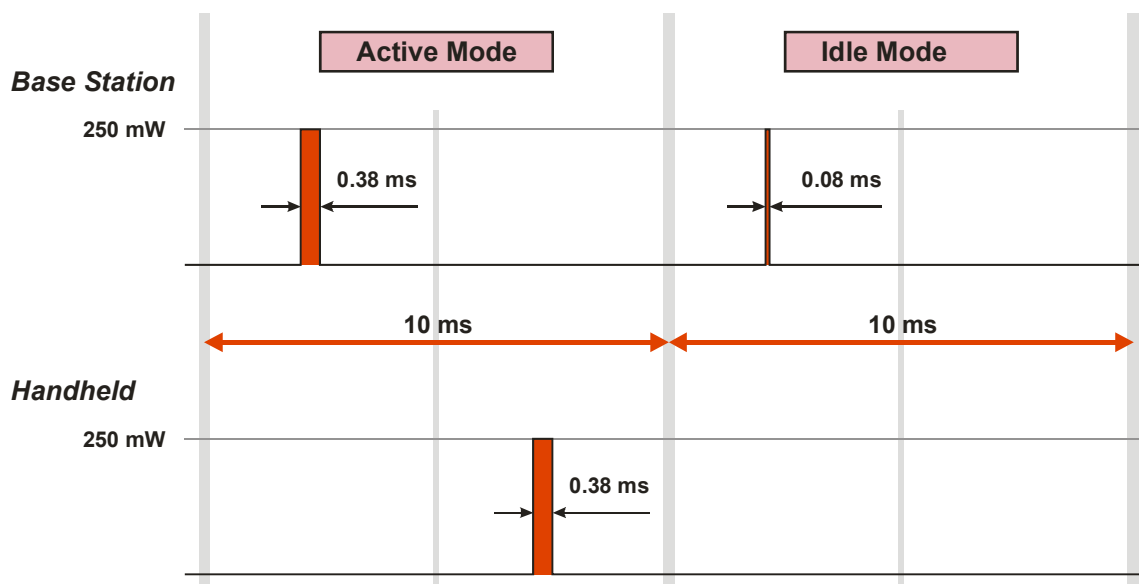 Active Mode
Idle Mode
Base Station
250 mW
0.38 ms
0.08 ms
10 ms
10 ms
Handheld
250 mW
0.38 ms